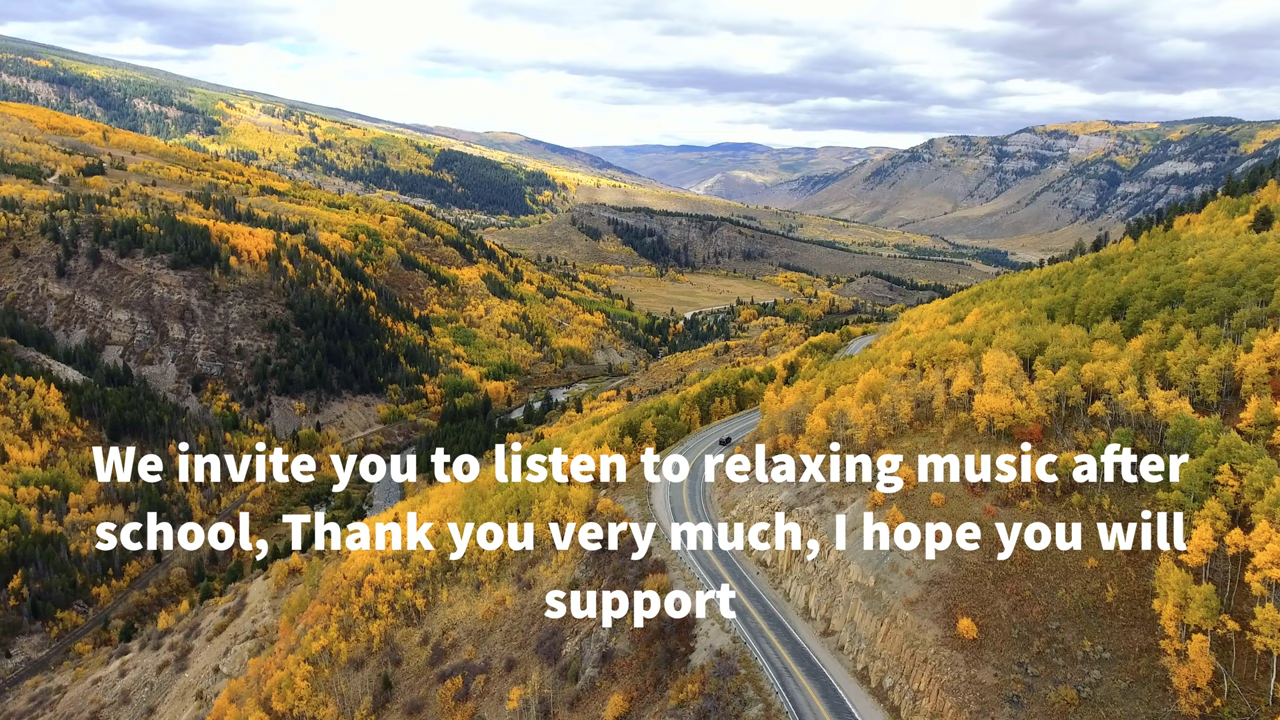 We invite you to listen to relaxing music after
school, Thank you very much, I hope you will
support